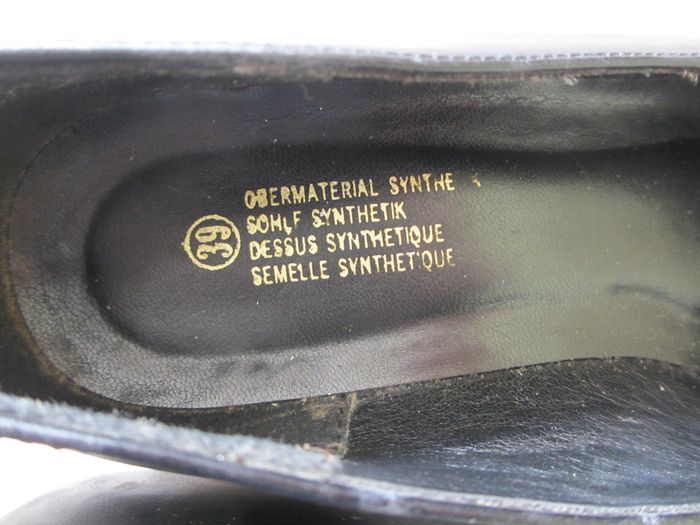 39
OBERMATERIAL SYNTHE
SOHLE SYNTHETIK
DESSUS SYNTHETIQUE
SEMELLE SYNTHETIQUE